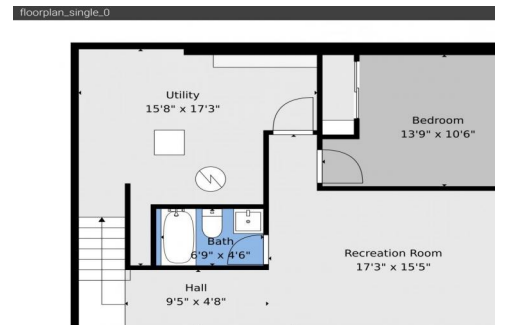 floorplan_single_0
Utility
15'8" x 17'3"
Bedroom
13'9" x 10'6"
Bath
6'9" x 4'6"
Recreation Room
17'3" x 15'5"
Hall
9'5" x 4'8"